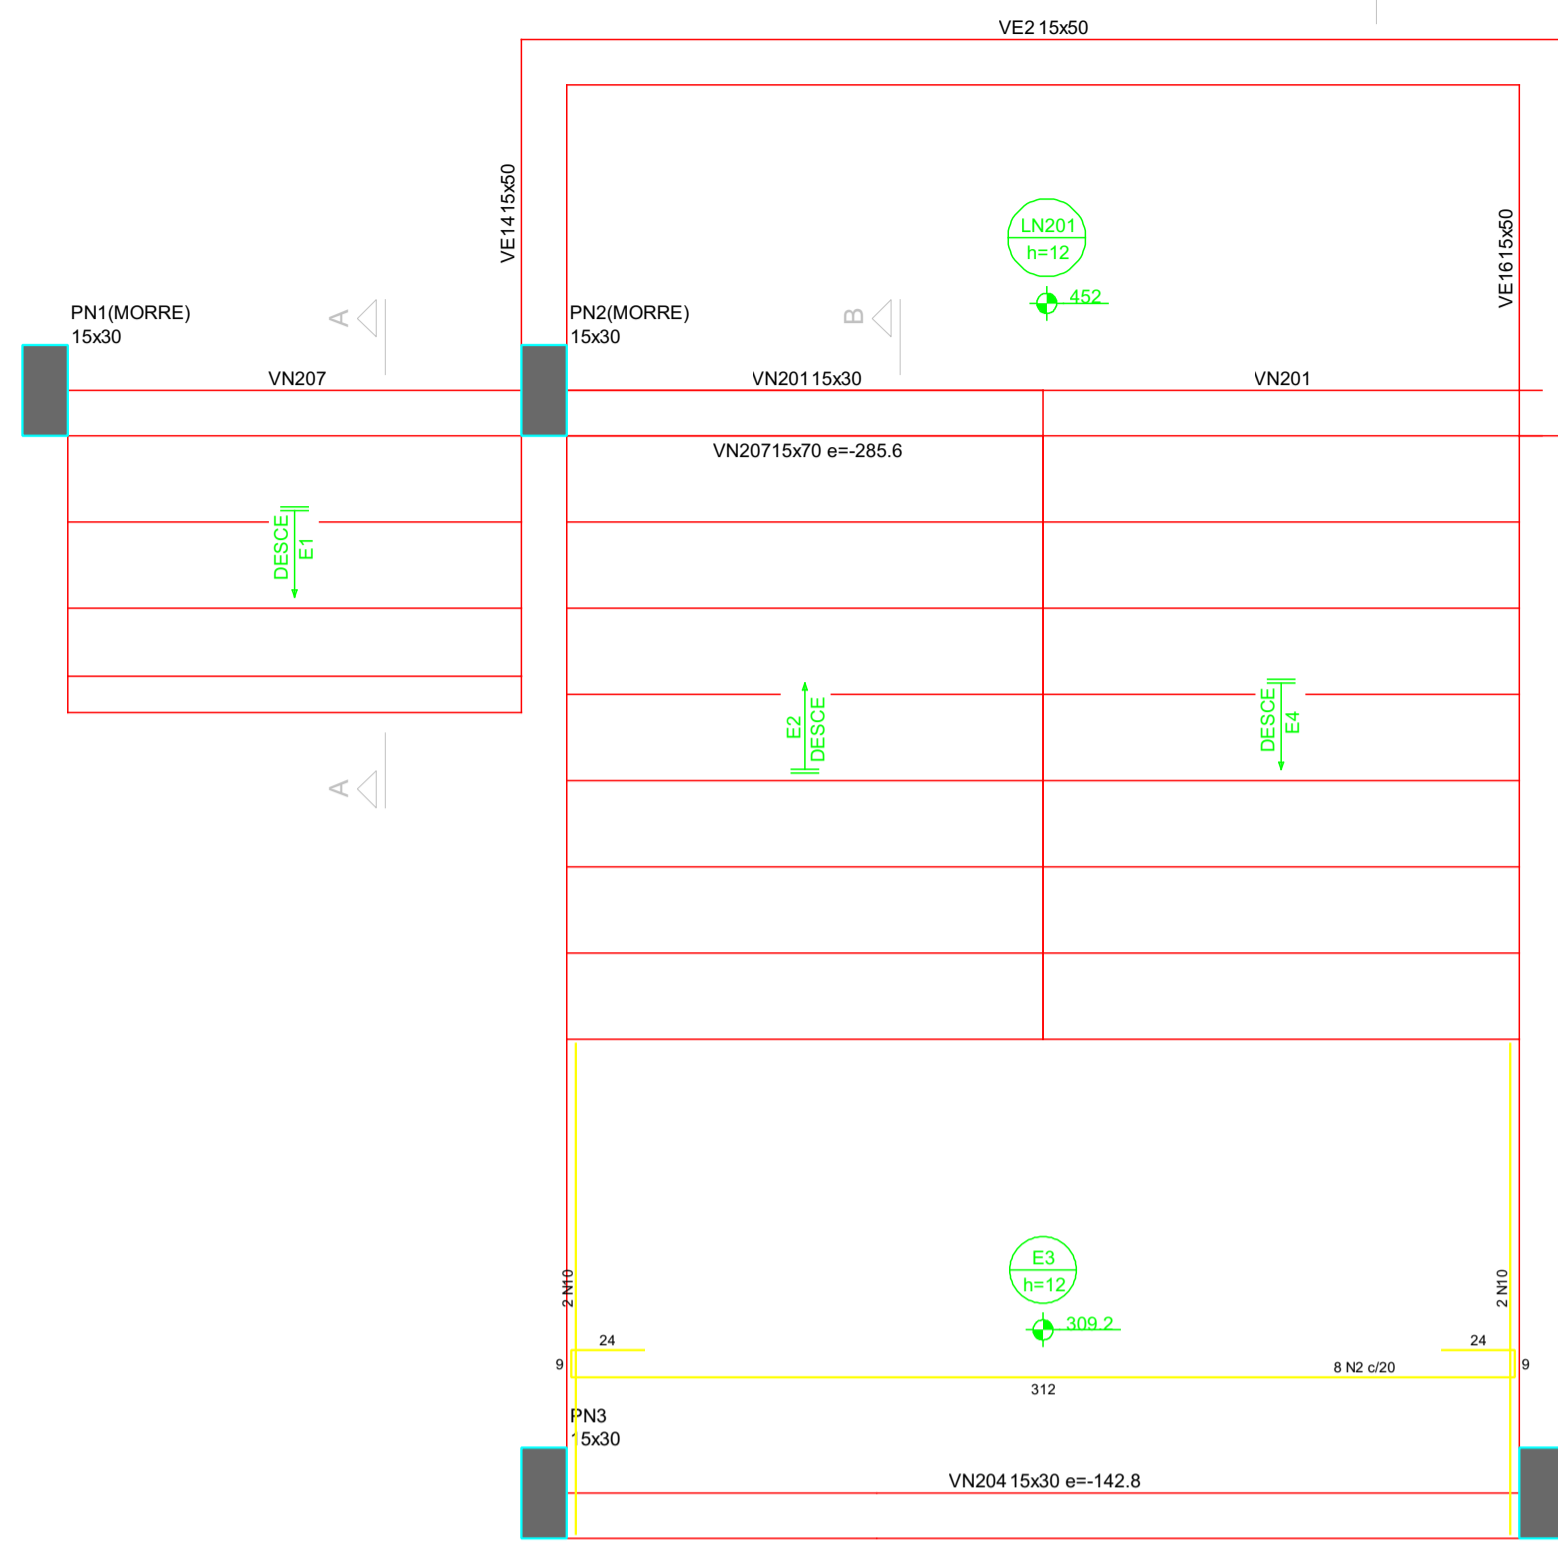 VE2 15x50
VE14 15x50
LN201
h=12
452
VE16 15x50
PN1(MORRE)
15x30
A
PN2(MORRE)
15x30
B
VN207
VN201 15x30
VN201
VN207 15x70 e=-285.6
DESCE
E1
E2
DESCE
DESCE
E4
A
E3
h=12
309.2
2 N10
2 N10
24
24
9
8 N2 c/20
9
312
PN3
15x30
VN204 15x30 e=-142.8